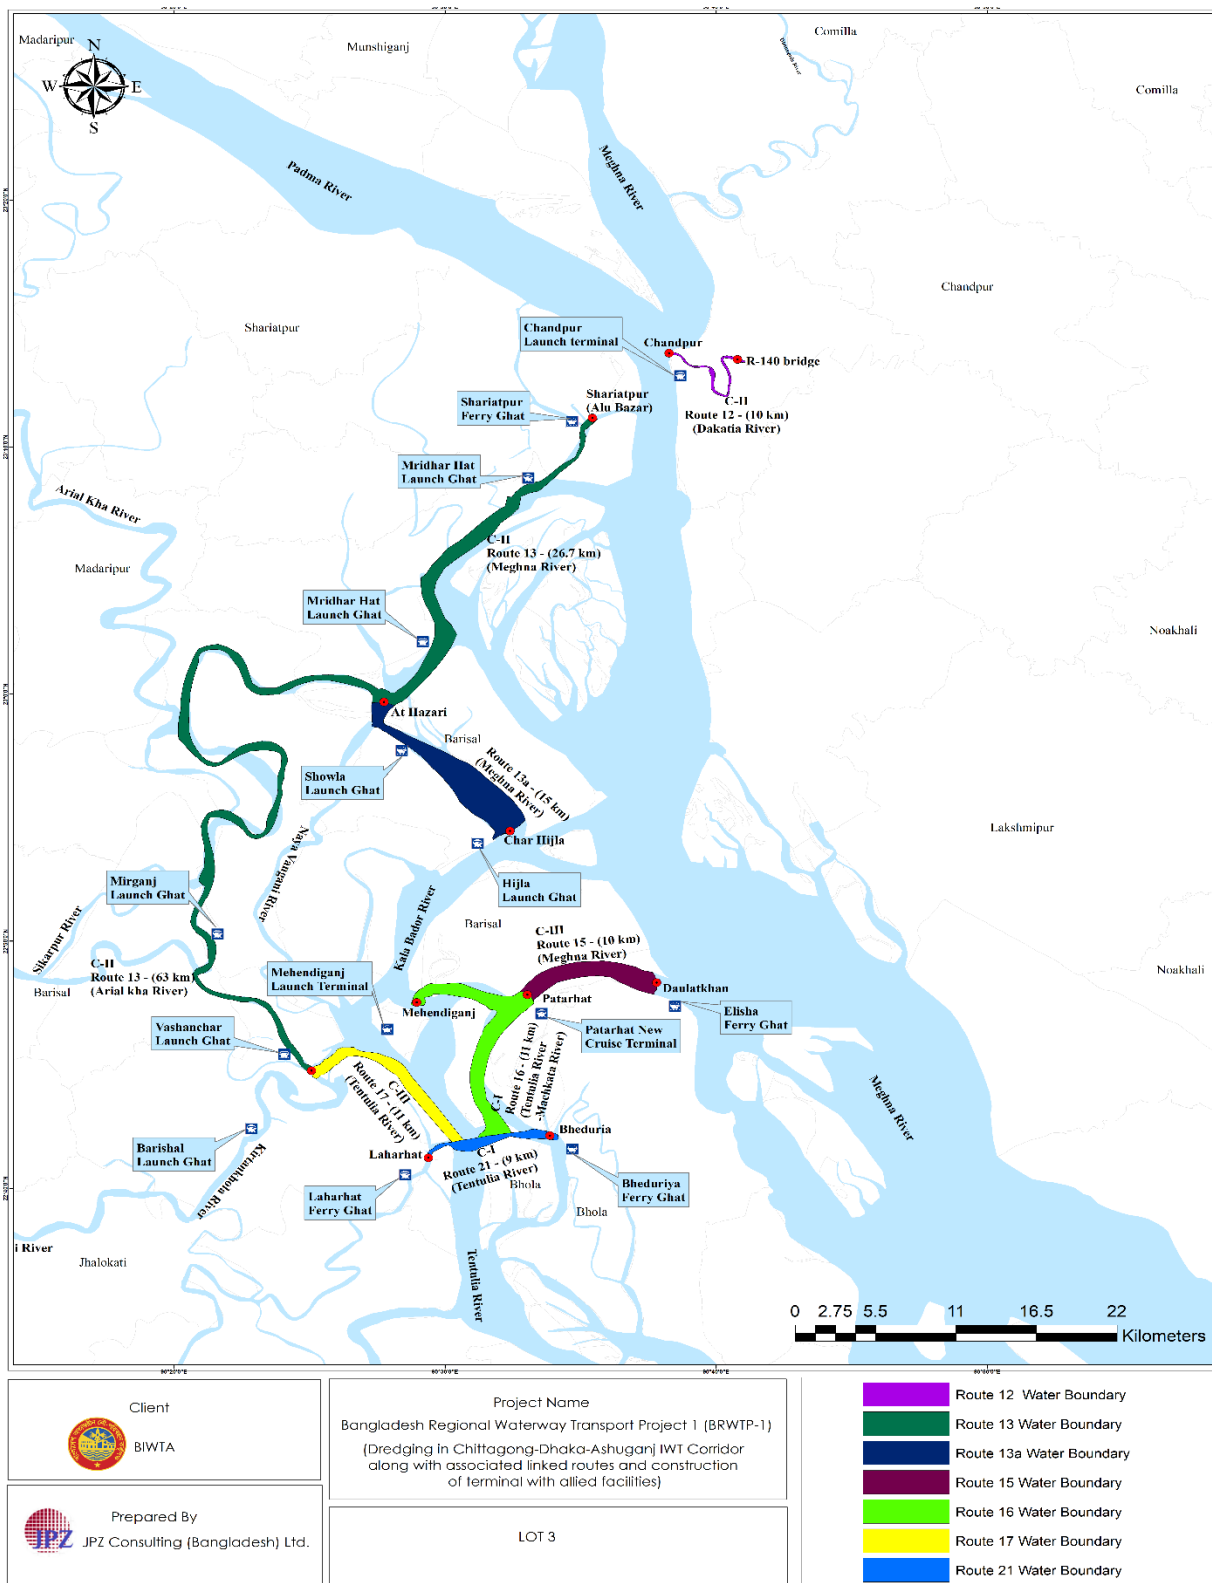 Madaripur
Munshiganj
Comilla
Comilla
N
W
E
S
Padma River
Meghna River
Chandpur
Shariatpur
Chandpur
Launch terminal
Chandpur
R-140 bridge
C-II
Route 12 - (10 km)
(Dakatia River)
Shariatpur
Ferry Ghat
Shariatpur
(Alu Bazar)
Mridhar Hat
Launch Ghat
Arial Kha River
C-II
Route 13 - (26.7 km)
(Meghna River)
Madaripur
Mridhar Hat
Launch Ghat
Noakhali
At Hazari
Barisal
Showla
Launch Ghat
Route 13a - (15 km)
(Meghna River)
Char Hijla
Lakshmipur
Naya Vangani River
Mirganj
Launch Ghat
Hijla
Launch Ghat
Kala Bador River
Barisal
Sikarpur River
C-II
Route 13 - (63 km)
(Arial kha River)
Barisal
C-III
Route 15 - (10 km)
(Meghna River)
Noakhali
Mehendiganj
Launch Terminal
Mehendiganj
Patarhat
Daulatkhan
Elisha
Ferry Ghat
Patarhat New
Cruise Terminal
Vashanchar
Launch Ghat
C-III
Route 17 - (11 km)
(Tentulia River)
C-I
Route 16 - (11 km)
(Tentulia River
-Machkata River)
Meghna River
Barishal
Launch Ghat
Kirtankhola River
Laharhat
Bheduria
C-I
Route 21 - (9 km)
(Tentulia River)
Laharhat
Ferry Ghat
Bheduriya
Ferry Ghat
Bhola
Bhola
i River
Jhalokati
Tentulia River
0 2.75 5.5 11 16.5 22
Kilometers
Client
BIWTA
Prepared By
JPZ
JPZ Consulting (Bangladesh) Ltd.
Project Name
Bangladesh Regional Waterway Transport Project 1 (BRWTP-1)
(Dredging in Chittagong-Dhaka-Ashuganj IWT Corridor
along with associated linked routes and construction
of terminal with allied facilities)
LOT 3
Route 12 Water Boundary
Route 13 Water Boundary
Route 13a Water Boundary
Route 15 Water Boundary
Route 16 Water Boundary
Route 17 Water Boundary
Route 21 Water Boundary